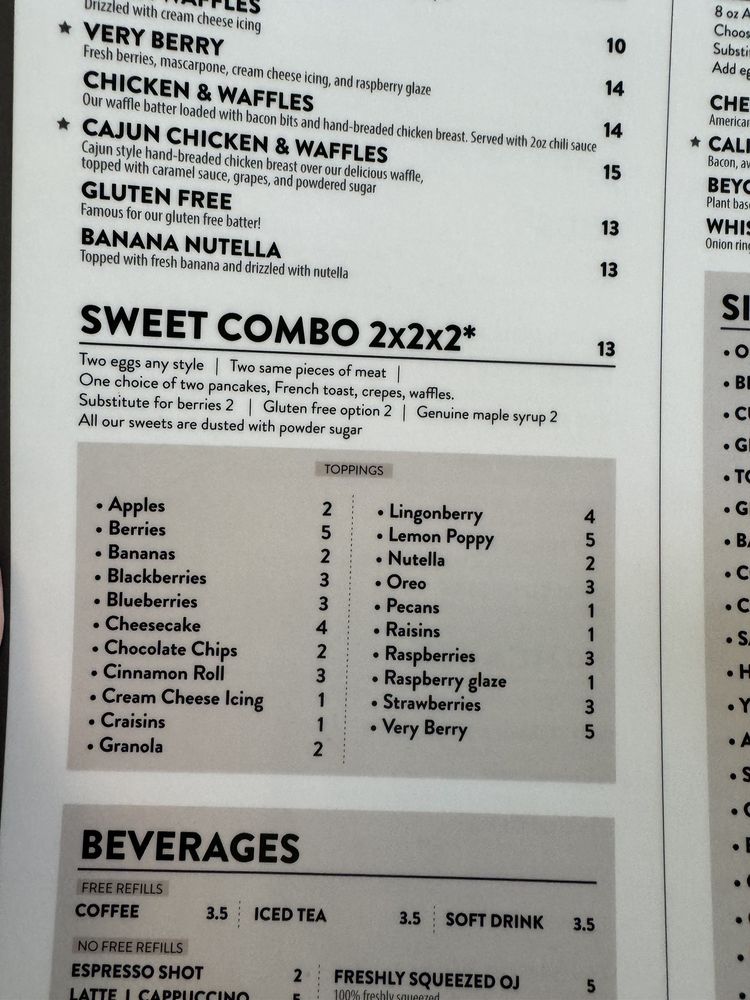 WAFFLES
Drizzled with cream cheese icing
10
★ VERY BERRY
Fresh berries, mascarpone, cream cheese icing, and raspberry glaze
14
CHICKEN & WAFFLES
Our waffle batter loaded with bacon bits and hand-breaded chicken breast. Served with 2oz chili sauce
14
★ CAJUN CHICKEN & WAFFLES
Cajun style hand-breaded chicken breast over our delicious waffle,
topped with caramel sauce, grapes, and powdered sugar
15
GLUTEN FREE
Famous for our gluten free batter!
13
BANANA NUTELLA
Topped with fresh banana and drizzled with nutella
13
SWEET COMBO 2x2x2* 13
Two eggs any style | Two same pieces of meat |
One choice of two pancakes, French toast, crepes, waffles.
Substitute for berries 2 | Gluten free option 2 | Genuine maple syrup 2
All our sweets are dusted with powder sugar
TOPPINGS
• Apples 2
• Berries 5
• Bananas 2
• Blackberries 3
• Blueberries 3
• Cheesecake 4
• Chocolate Chips 2
• Cinnamon Roll 3
• Cream Cheese Icing 1
• Craisins 1
• Granola 2
• Lingonberry 4
• Lemon Poppy 5
• Nutella 2
• Oreo 3
• Pecans 1
• Raisins 1
• Raspberries 3
• Raspberry glaze 1
• Strawberries 3
• Very Berry 5
BEVERAGES
FREE REFILLS
COFFEE 3.5 ICED TEA 3.5 SOFT DRINK 3.5
NO FREE REFILLS
ESPRESSO SHOT 2
LATTE | CAPPUCCINO 5
FRESHLY SQUEEZED OJ 5
100% freshly squeezed
8 oz
Add
American
Bacon,
Plant
Onion